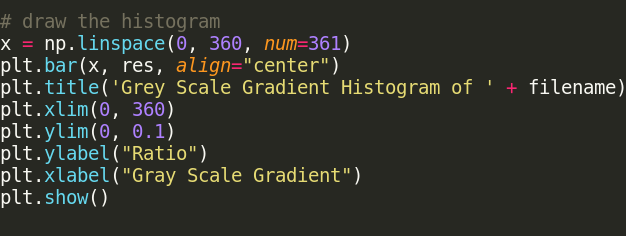 # draw the histogram
x = np.linspace(0, 360, num=361)
plt.bar(x, res, align="center")
plt.title('Grey Scale Gradient Histogram of ' + filename)
plt.xlim(0, 360)
plt.ylim(0, 0.1)
plt.ylabel("Ratio")
plt.xlabel("Gray Scale Gradient")
plt.show()